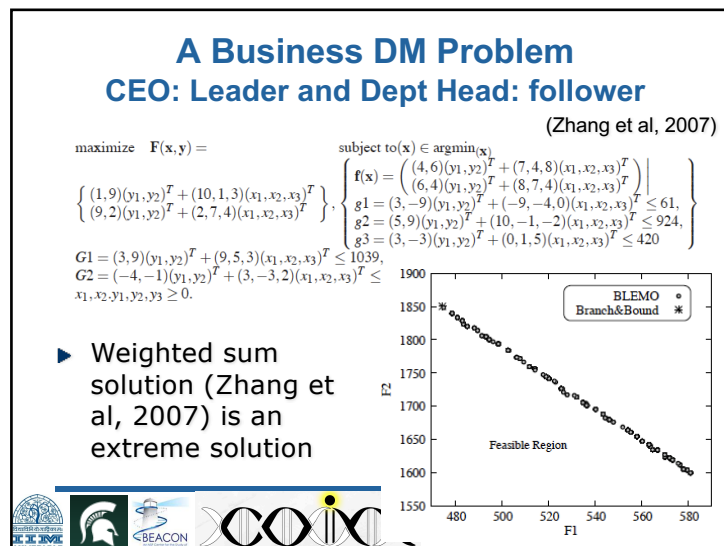 A Business DM Problem
CEO: Leader and Dept Head: follower
(Zhang et al, 2007)
maximize F(x,y) =
{ (1,9)(y₁,y₂)ᵀ + (10,1,3)(x₁,x₂,x₃)ᵀ
(9,2)(y₁,y₂)ᵀ + (2,7,4)(x₁,x₂,x₃)ᵀ } ,
G1 = (3,9)(y₁,y₂)ᵀ + (9,5,3)(x₁,x₂,x₃)ᵀ ≤ 1039,
G2 = (−4,−1)(y₁,y₂)ᵀ + (3,−3,2)(x₁,x₂,x₃)ᵀ ≤
x₁,x₂.y₁,y₂,y₃ ≥ 0.
subject to(x) ∈ argmin₍ₓ₎
{ f(x) = ( (4,6)(y₁,y₂)ᵀ + (7,4,8)(x₁,x₂,x₃)ᵀ
(6,4)(y₁,y₂)ᵀ + (8,7,4)(x₁,x₂,x₃)ᵀ ) |
g1 = (3,−9)(y₁,y₂)ᵀ + (−9,−4,0)(x₁,x₂,x₃)ᵀ ≤ 61,
g2 = (5,9)(y₁,y₂)ᵀ + (10,−1,−2)(x₁,x₂,x₃)ᵀ ≤ 924,
g3 = (3,−3)(y₁,y₂)ᵀ + (0,1,5)(x₁,x₂,x₃)ᵀ ≤ 420 }
▶ Weighted sum
solution (Zhang et
al, 2007) is an
extreme solution
BLEMO
Branch&Bound
F2
1900
1850
1800
1750
1700
1650
1600
1550
Feasible Region
480 500 520 540 560 580
F1
IIM
BEACON